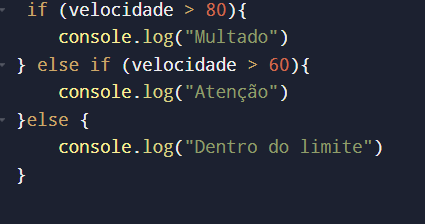 if (velocidade > 80){
console.log("Multado")
} else if (velocidade > 60){
console.log("Atenção")
}else {
console.log("Dentro do limite")
}